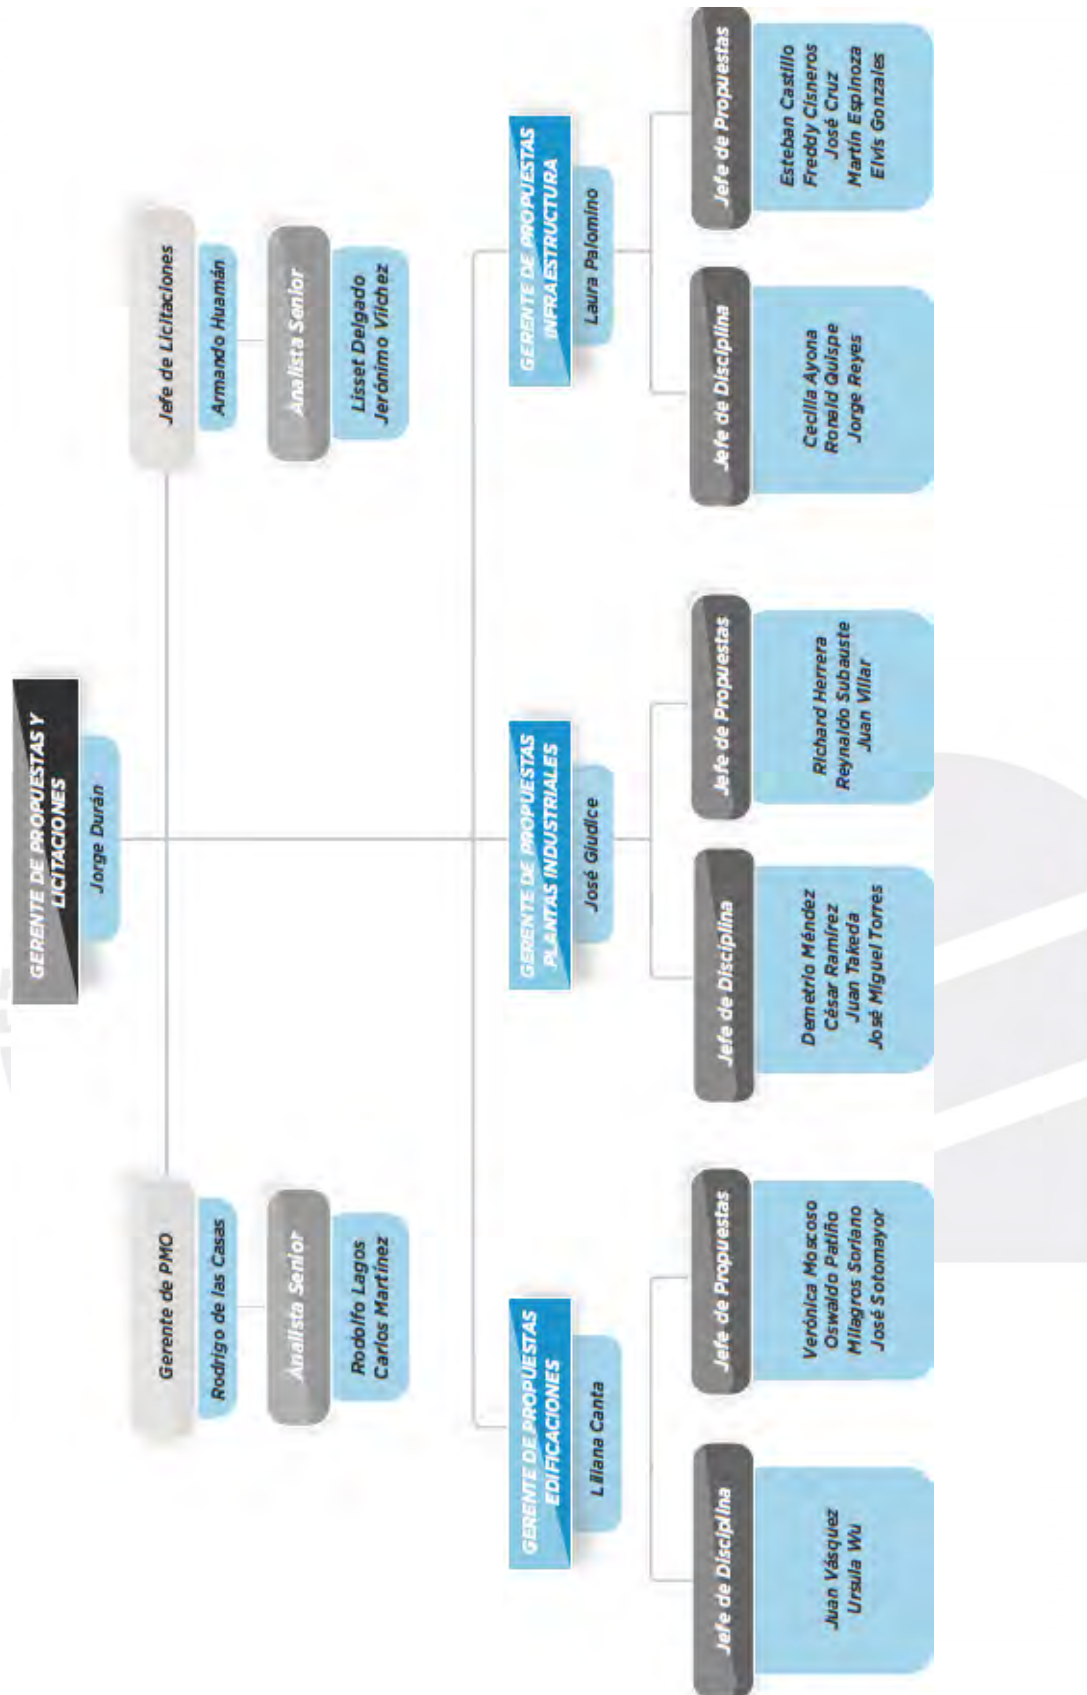 GERENTE DE PROPUESTAS Y
LICITACIONES
Jorge Durán
Gerente de PMO
Rodrigo de las Casas
Analista Senior
Rodolfo Lagos
Carlos Martínez
Jefe de Licitaciones
Armando Huamán
Analista Senior
Lisset Delgado
Jerónimo Vilchez
GERENTE DE PROPUESTAS
EDIFICACIONES
Liliana Canta
Jefe de Disciplina
Juan Vásquez
Ursula Wu
Jefe de Propuestas
Verónica Moscoso
Oswaldo Patiño
Milagros Soriano
José Sotomayor
GERENTE DE PROPUESTAS
PLANTAS INDUSTRIALES
José Giudice
Jefe de Disciplina
Demetrio Méndez
César Ramírez
Juan Takeda
José Miguel Torres
Jefe de Propuestas
Richard Herrera
Reynaldo Subauste
Juan Villar
GERENTE DE PROPUESTAS
INFRAESTRUCTURA
Laura Palomino
Jefe de Disciplina
Cecilia Ayona
Ronald Quispe
Jorge Reyes
Jefe de Propuestas
Esteban Castillo
Freddy Cisneros
José Cruz
Martín Espinoza
Elvis Gonzales